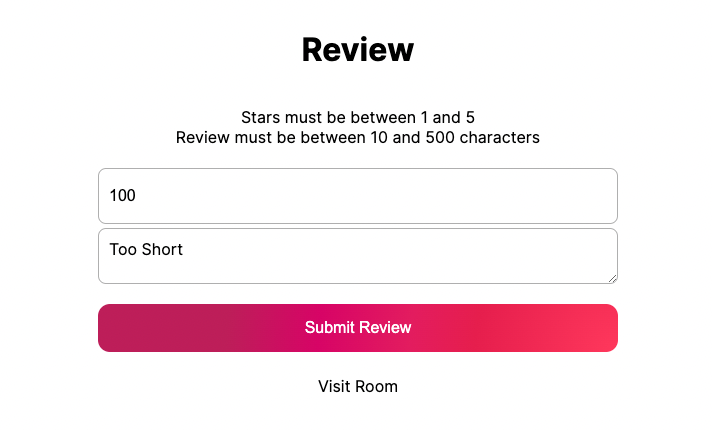 Review
Stars must be between 1 and 5
Review must be between 10 and 500 characters
100
Too Short
Submit Review
Visit Room